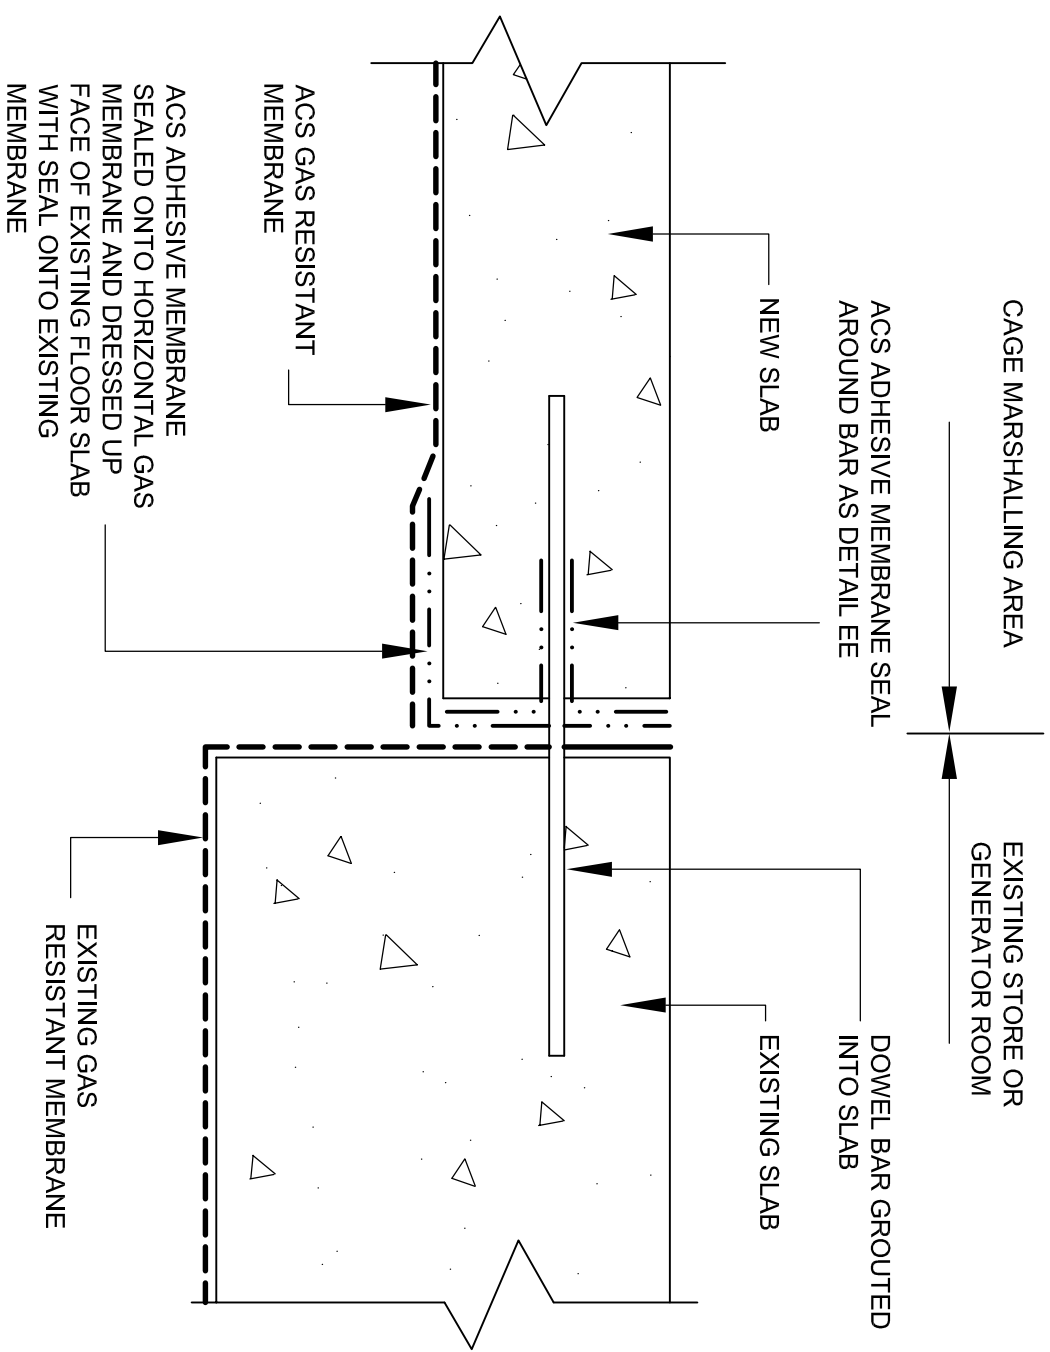 CAGE MARSHALLING AREA
EXISTING STORE OR
GENERATOR ROOM
ACS ADHESIVE MEMBRANE SEAL
AROUND BAR AS DETAIL EE
DOWEL BAR GROUTED
INTO SLAB
NEW SLAB
EXISTING SLAB
ACS GAS RESISTANT
MEMBRANE
ACS ADHESIVE MEMBRANE
SEALED ONTO HORIZONTAL GAS
MEMBRANE AND DRESSED UP
FACE OF EXISTING FLOOR SLAB
WITH SEAL ONTO EXISTING
MEMBRANE
EXISTING GAS
RESISTANT MEMBRANE